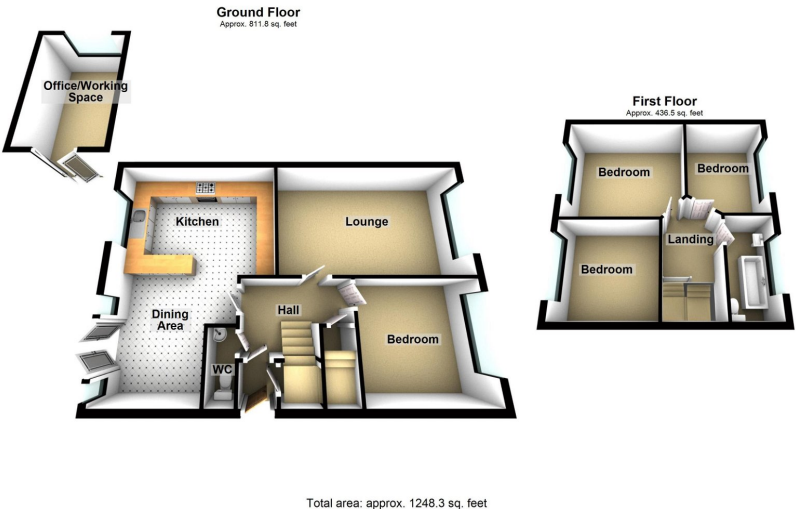 Ground Floor
Approx. 811.8 sq. feet
Office/Working
Space
First Floor
Approx. 436.5 sq. feet
Bedroom
Bedroom
Kitchen
Lounge
Landing
Bedroom
Hall
Dining
Area
Bedroom
WC
Total area: approx. 1248.3 sq. feet